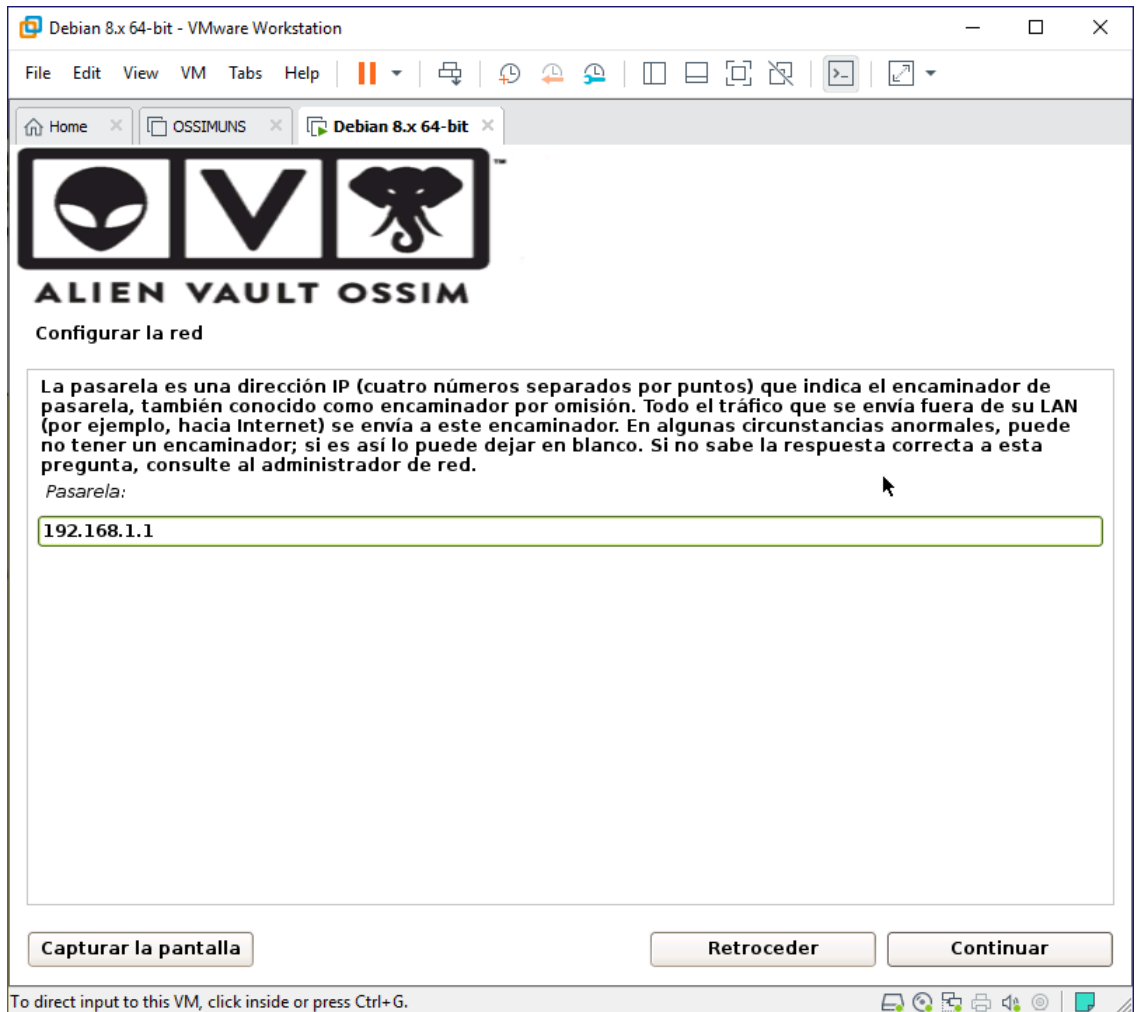 Debian 8.x 64-bit - VMware Workstation
File Edit View VM Tabs Help
Home OSSIMUNS Debian 8.x 64-bit
V ™
ALIEN VAULT OSSIM
Configurar la red
La pasarela es una dirección IP (cuatro números separados por puntos) que indica el encaminador de
pasarela, también conocido como encaminador por omisión. Todo el tráfico que se envía fuera de su LAN
(por ejemplo, hacia Internet) se envía a este encaminador. En algunas circunstancias anormales, puede
no tener un encaminador; si es así lo puede dejar en blanco. Si no sabe la respuesta correcta a esta
pregunta, consulte al administrador de red.
Pasarela:
192.168.1.1
Capturar la pantalla Retroceder Continuar
To direct input to this VM, click inside or press Ctrl+G.